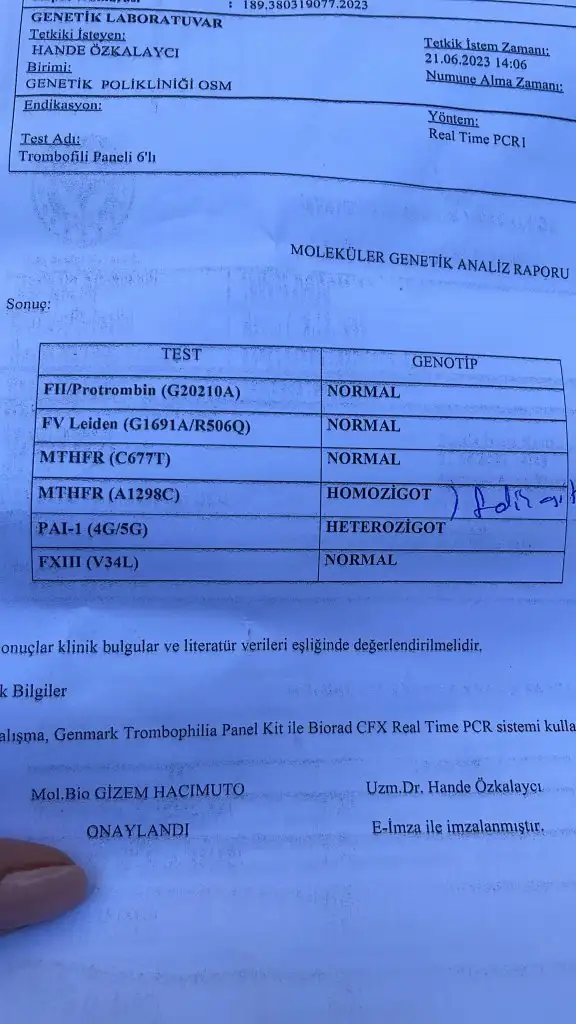 : 189.380319077.2023
GENETİK LABORATUVAR
Tetkiki İsteyen:
HANDE ÖZKALAYCI
Birimi:
GENETİK POLİKLİNİĞİ OSM
Tetkik İstem Zamanı:
21.06.2023 14:06
Numune Alma Zamanı:
Endikasyon:
Yöntem:
Real Time PCR1
Test Adı:
Trombofili Paneli 6'lı
MOLEKÜLER GENETİK ANALİZ RAPORU
Sonuç:
TEST GENOTİP
FII/Protrombin (G20210A) NORMAL
FV Leiden (G1691A/R506Q) NORMAL
MTHFR (C677T) NORMAL
MTHFR (A1298C) HOMOZİGOT
PAI-1 (4G/5G) HETEROZİGOT
FXIII (V34L) NORMAL
onuçlar klinik bulgular ve literatür verileri eşliğinde değerlendirilmelidir.
k Bilgiler
alışma, Genmark Trombophilia Panel Kit ile Biorad CFX Real Time PCR sistemi kulla
Mol.Bio GİZEM HACIMUTO
ONAYLANDI
Uzm.Dr. Hande Özkalaycı
E-İmza ile imzalanmıştır.